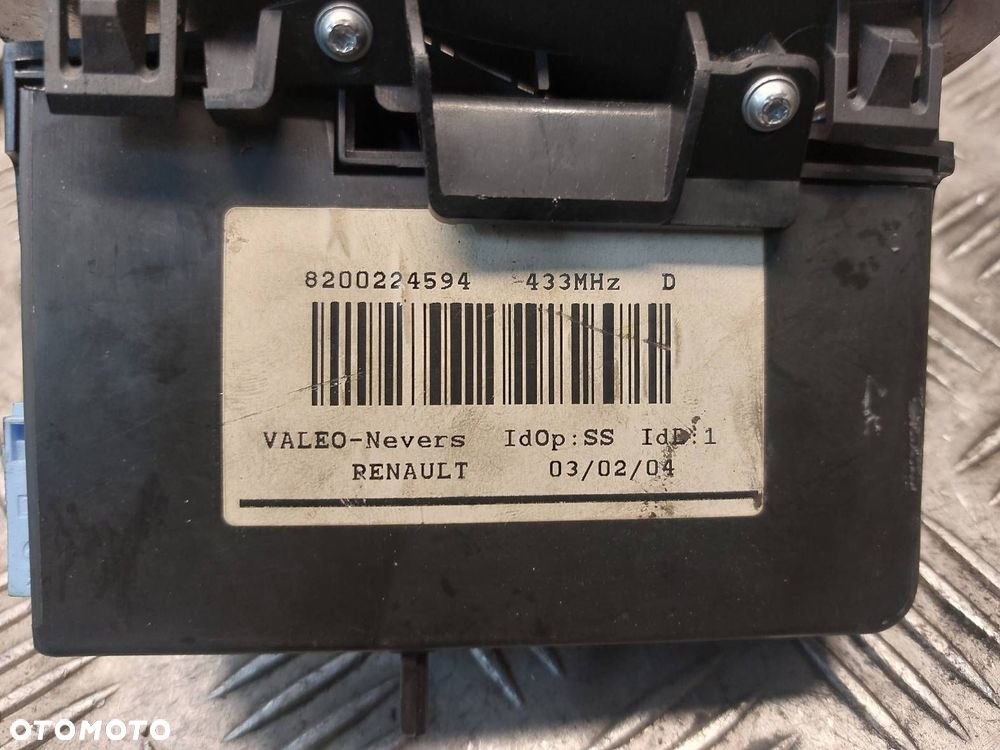 8200224594 -433MHz D
VALEO-Nevers IdOp:SS IdD:1
RENAULT 03/02/04
OTOMOTO